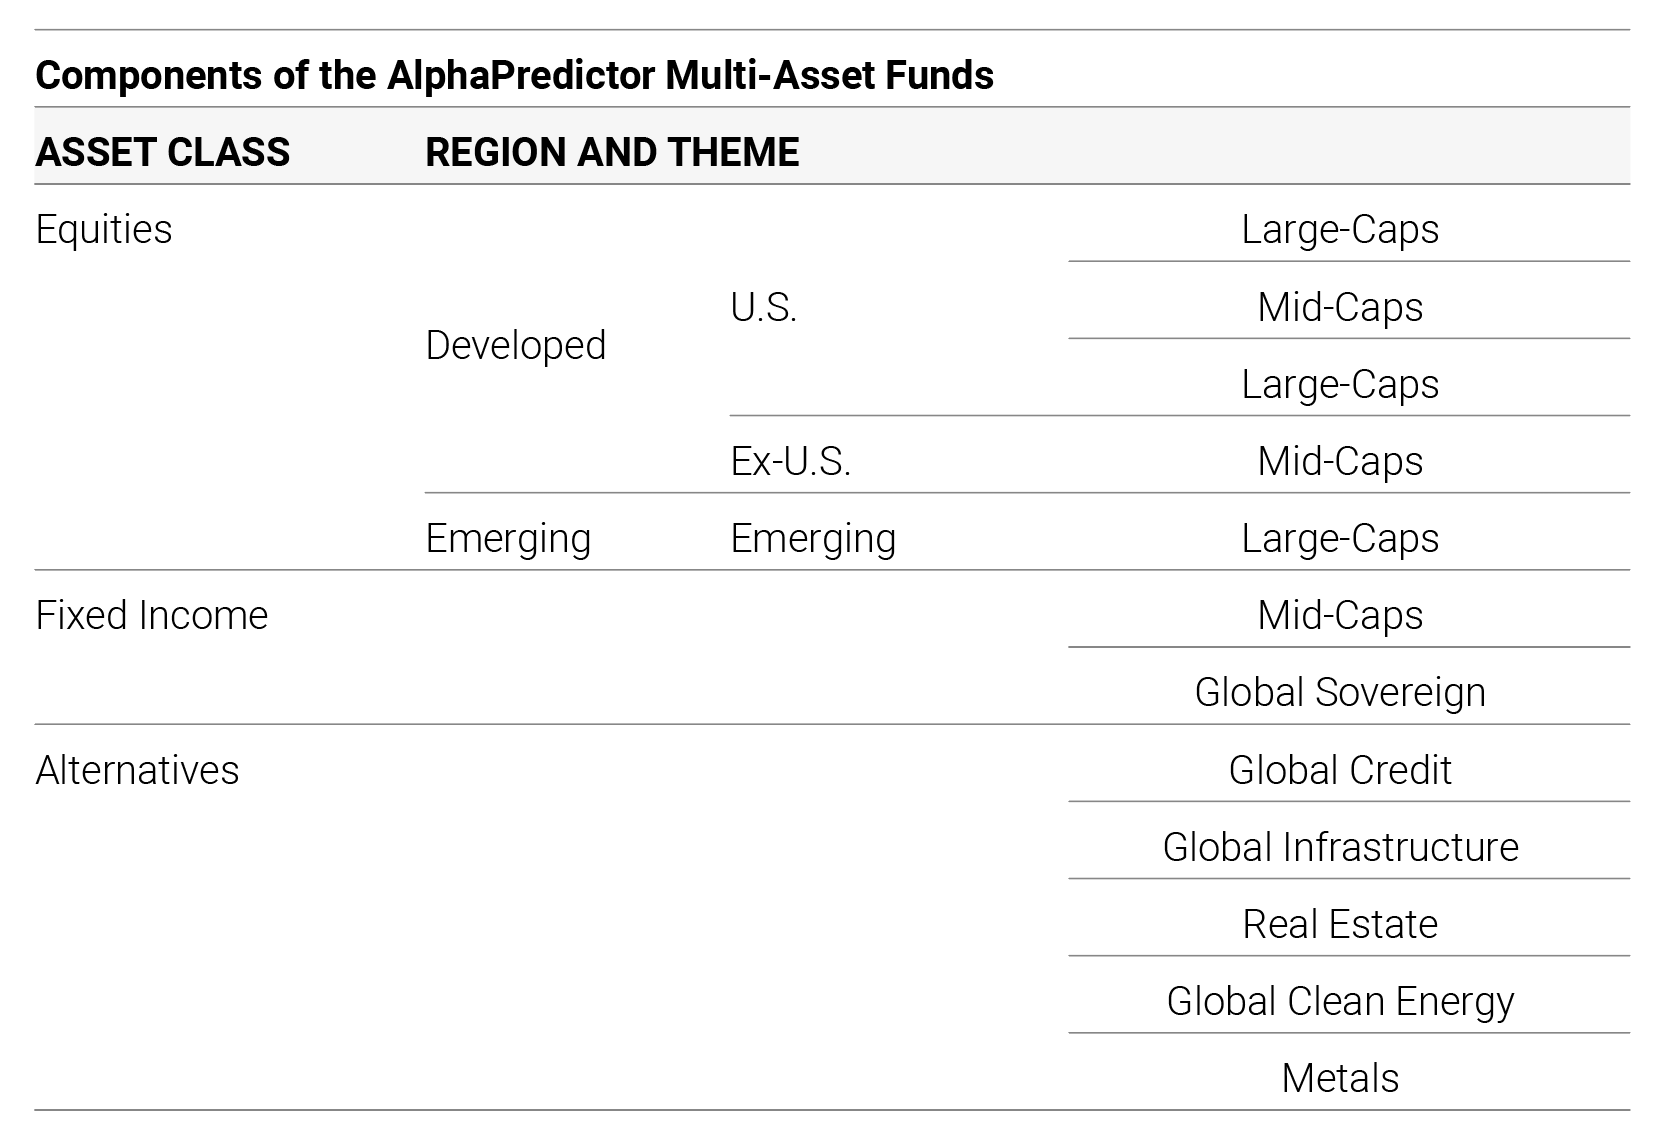 Components of the AlphaPredictor Multi-Asset Funds
ASSET CLASS REGION AND THEME
Equities Large-Caps
U.S. Mid-Caps
Developed
Large-Caps
Ex-U.S. Mid-Caps
Emerging Emerging Large-Caps
Fixed Income Mid-Caps
Global Sovereign
Alternatives Global Credit
Global Infrastructure
Real Estate
Global Clean Energy
Metals